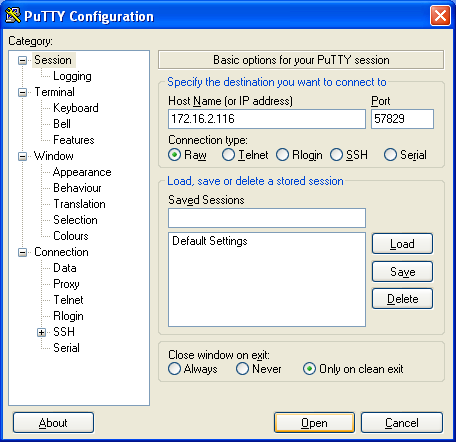 PuTTY Configuration
Category:
Session
Logging
Terminal
Keyboard
Bell
Features
Window
Appearance
Behaviour
Translation
Selection
Colours
Connection
Data
Proxy
Telnet
Rlogin
SSH
Serial
Basic options for your PuTTY session
Specify the destination you want to connect to
Host Name (or IP address) Port
172.16.2.116 57829
Connection type:
Raw Telnet Rlogin SSH Serial
Load, save or delete a stored session
Saved Sessions
Default Settings
Load
Save
Delete
Close window on exit:
Always Never Only on clean exit
About Open Cancel